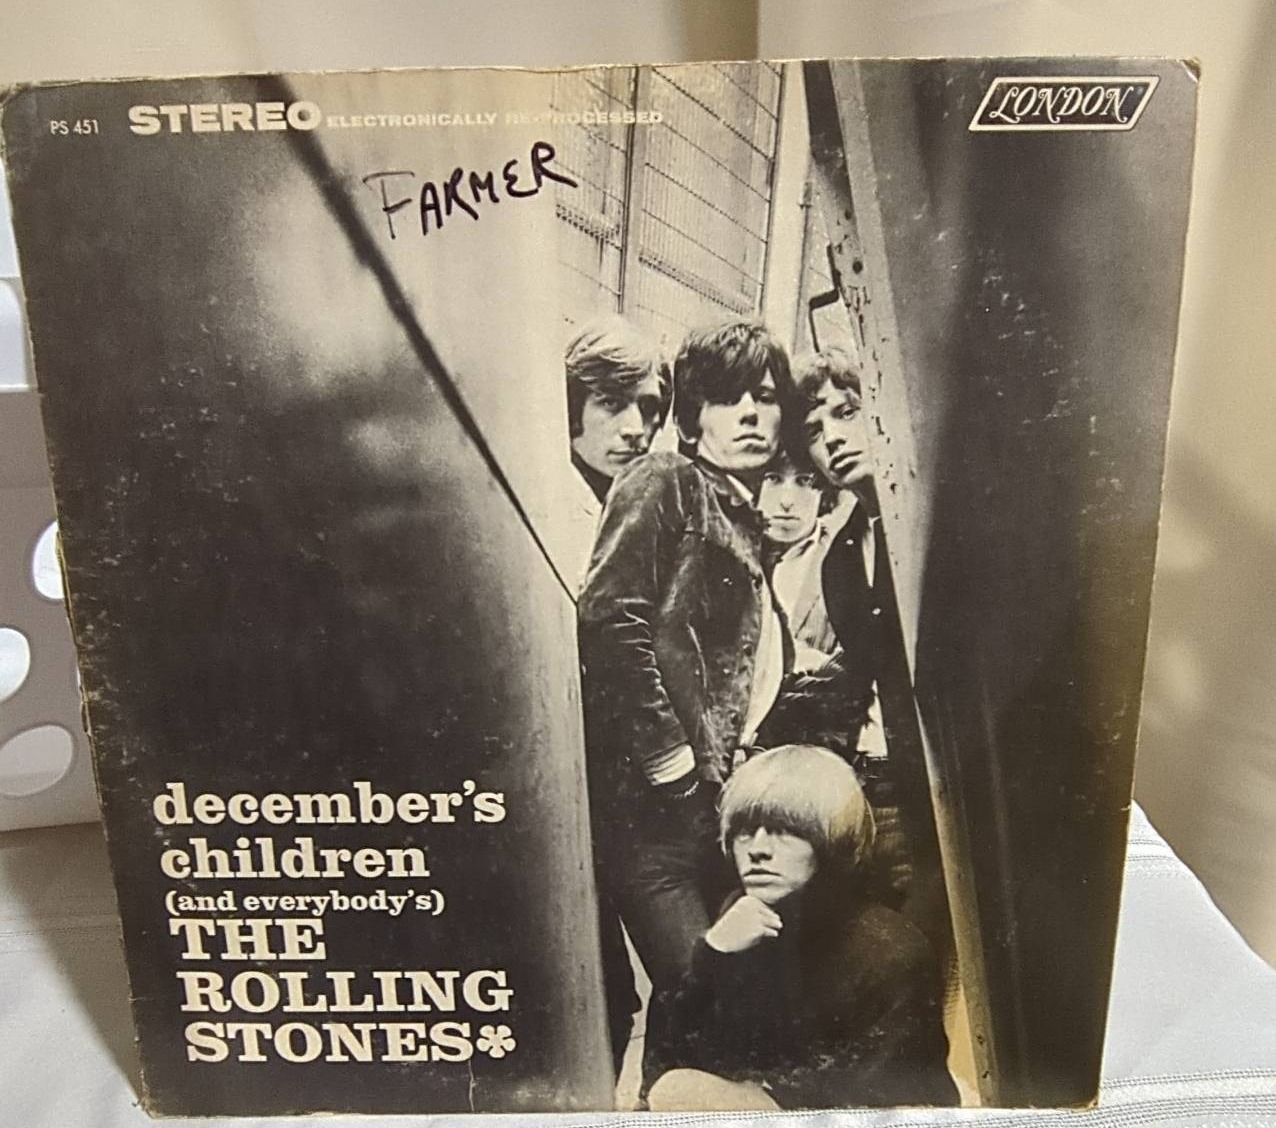 PS 451 STEREO ELECTRONICALLY RE-PROCESSED
LONDON
FARMER
december's
children
(and everybody's)
THE
ROLLING
STONES